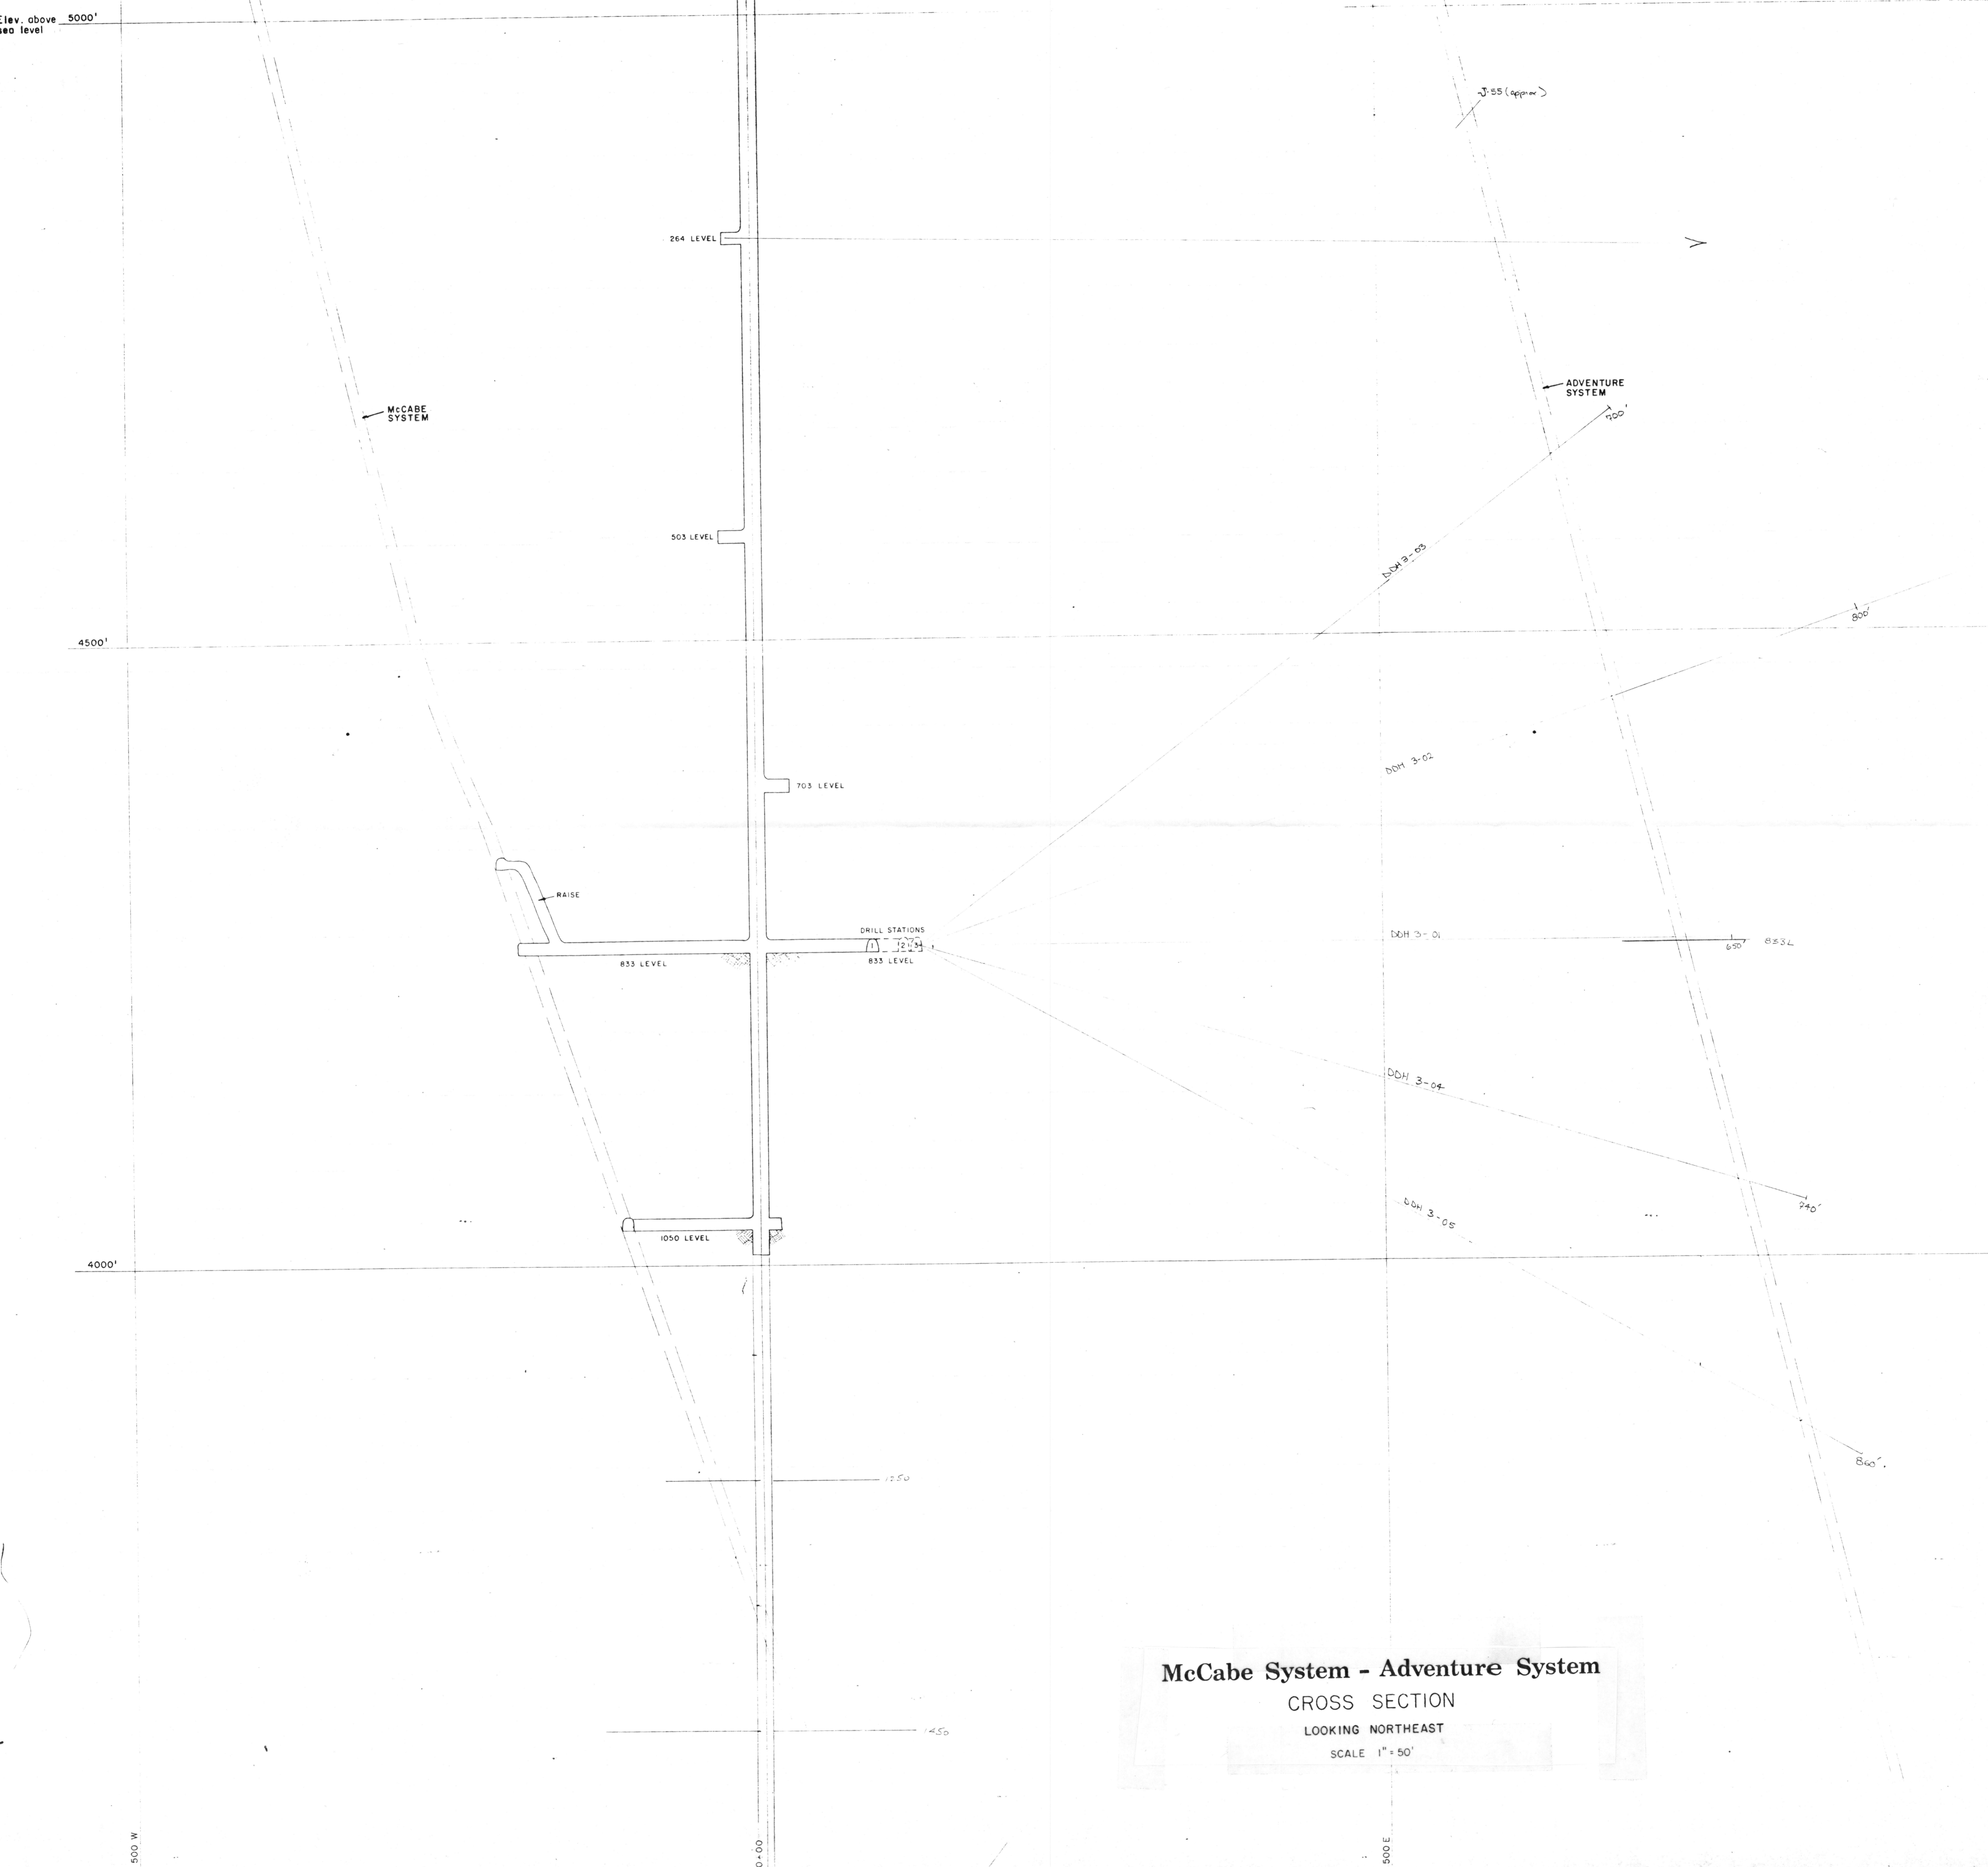 Elev. above 5000'
sea level
J-55 (approx)
264 LEVEL
ADVENTURE
SYSTEM
McCABE
SYSTEM
700'
503 LEVEL
DDH 3-03
800'
4500'
DDH 3-02
703 LEVEL
RAISE
DRILL STATIONS
1 2 3
DDH 3-01
650' 833L
833 LEVEL
833 LEVEL
DDH 3-04
DDH 3-05
740'
1050 LEVEL
4000'
860'
1250
1450
McCabe System - Adventure System
CROSS SECTION
LOOKING NORTHEAST
SCALE 1" = 50'
500 W
0+00
500 E